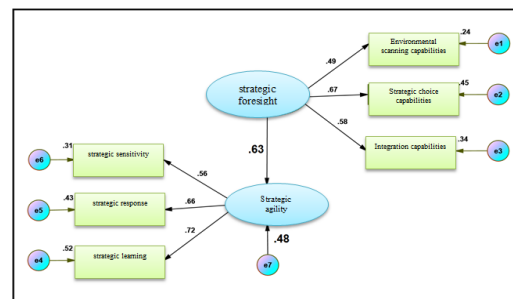 .24
Environmental
scanning capabilities
e1
.49
.45
strategic
foresight
.67
Strategic choice
capabilities
e2
.58
.34
Integration capabilities
e3
.63
.31
e6
strategic sensitivity
.56
.43
e5
strategic response
.66
Strategic
agility
.72
.52
e4
strategic learning
.48
e7